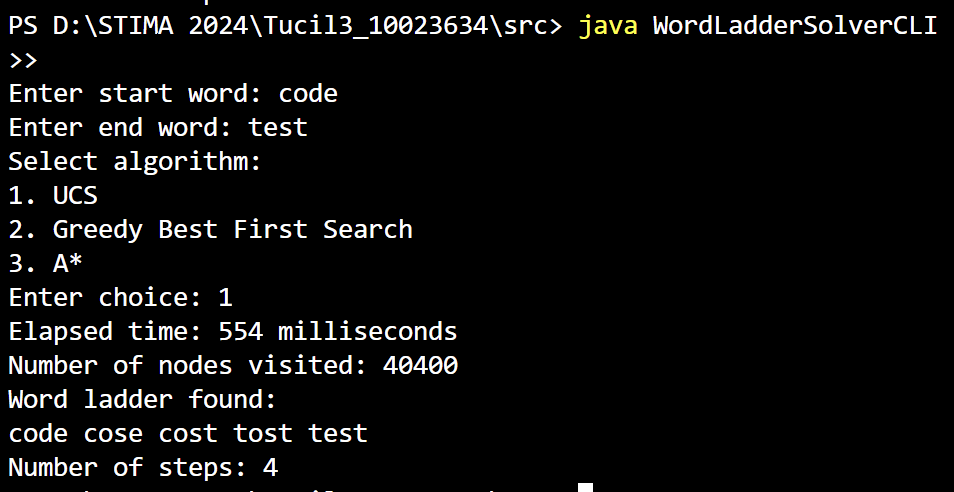 PS D:\STIMA 2024\Tucil3_10023634\src> java WordLadderSolverCLI
>>
Enter start word: code
Enter end word: test
Select algorithm:
1. UCS
2. Greedy Best First Search
3. A*
Enter choice: 1
Elapsed time: 554 milliseconds
Number of nodes visited: 40400
Word ladder found:
code cose cost tost test
Number of steps: 4